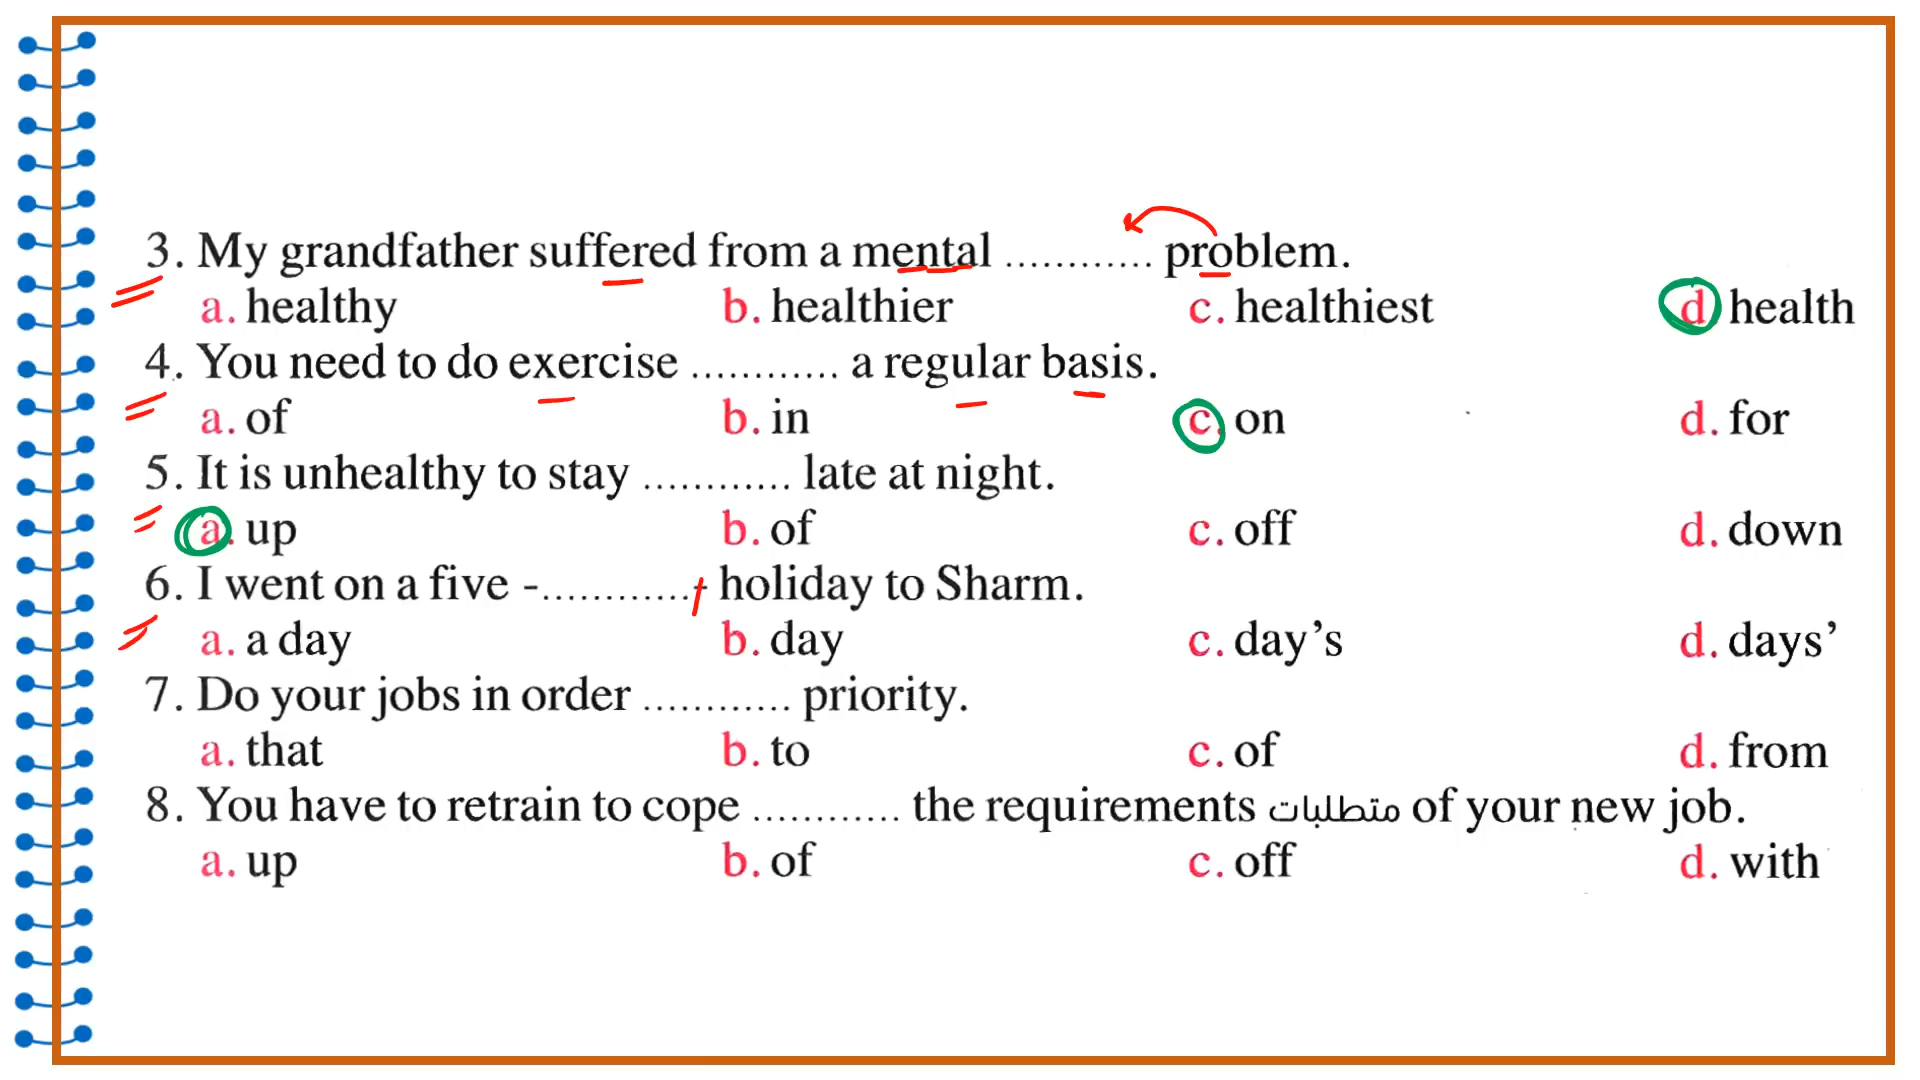 3. My grandfather suffered from a mental ............ problem.
a. healthy b. healthier c. healthiest d. health
4. You need to do exercise ............ a regular basis.
a. of b. in c. on d. for
5. It is unhealthy to stay ............ late at night.
a. up b. of c. off d. down
6. I went on a five -............- holiday to Sharm.
a. a day b. day c. day’s d. days’
7. Do your jobs in order ............ priority.
a. that b. to c. of d. from
8. You have to retrain to cope ............ the requirements متطلبات of your new job.
a. up b. of c. off d. with